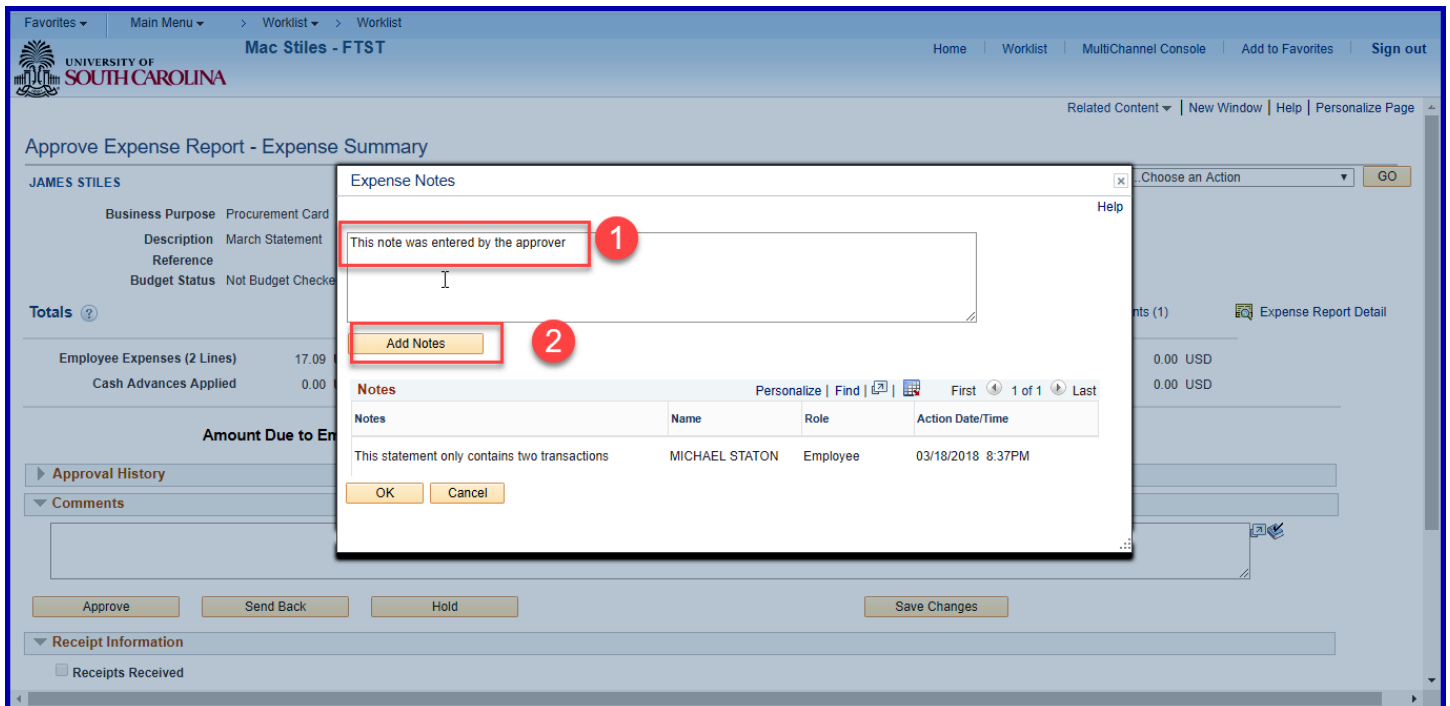 Favorites Main Menu > Worklist > Worklist
Mac Stiles - FTST
Home Worklist MultiChannel Console Add to Favorites Sign out
UNIVERSITY OF
SOUTH CAROLINA
Related Content | New Window | Help | Personalize Page
Approve Expense Report - Expense Summary
JAMES STILES
...Choose an Action GO
Business Purpose Procurement Card
Description March Statement
Reference
Budget Status Not Budget Checke
Totals ?
nts (1) Expense Report Detail
Employee Expenses (2 Lines) 17.09
0.00 USD
Cash Advances Applied 0.00
0.00 USD
Amount Due to Em
Approval History
Comments
Approve Send Back Hold Save Changes
Receipt Information
Receipts Received
Expense Notes x
Help
This note was entered by the approver
1
Add Notes
2
Notes Personalize | Find | First 1 of 1 Last
Notes Name Role Action Date/Time
This statement only contains two transactions MICHAEL STATON Employee 03/18/2018 8:37PM
OK Cancel